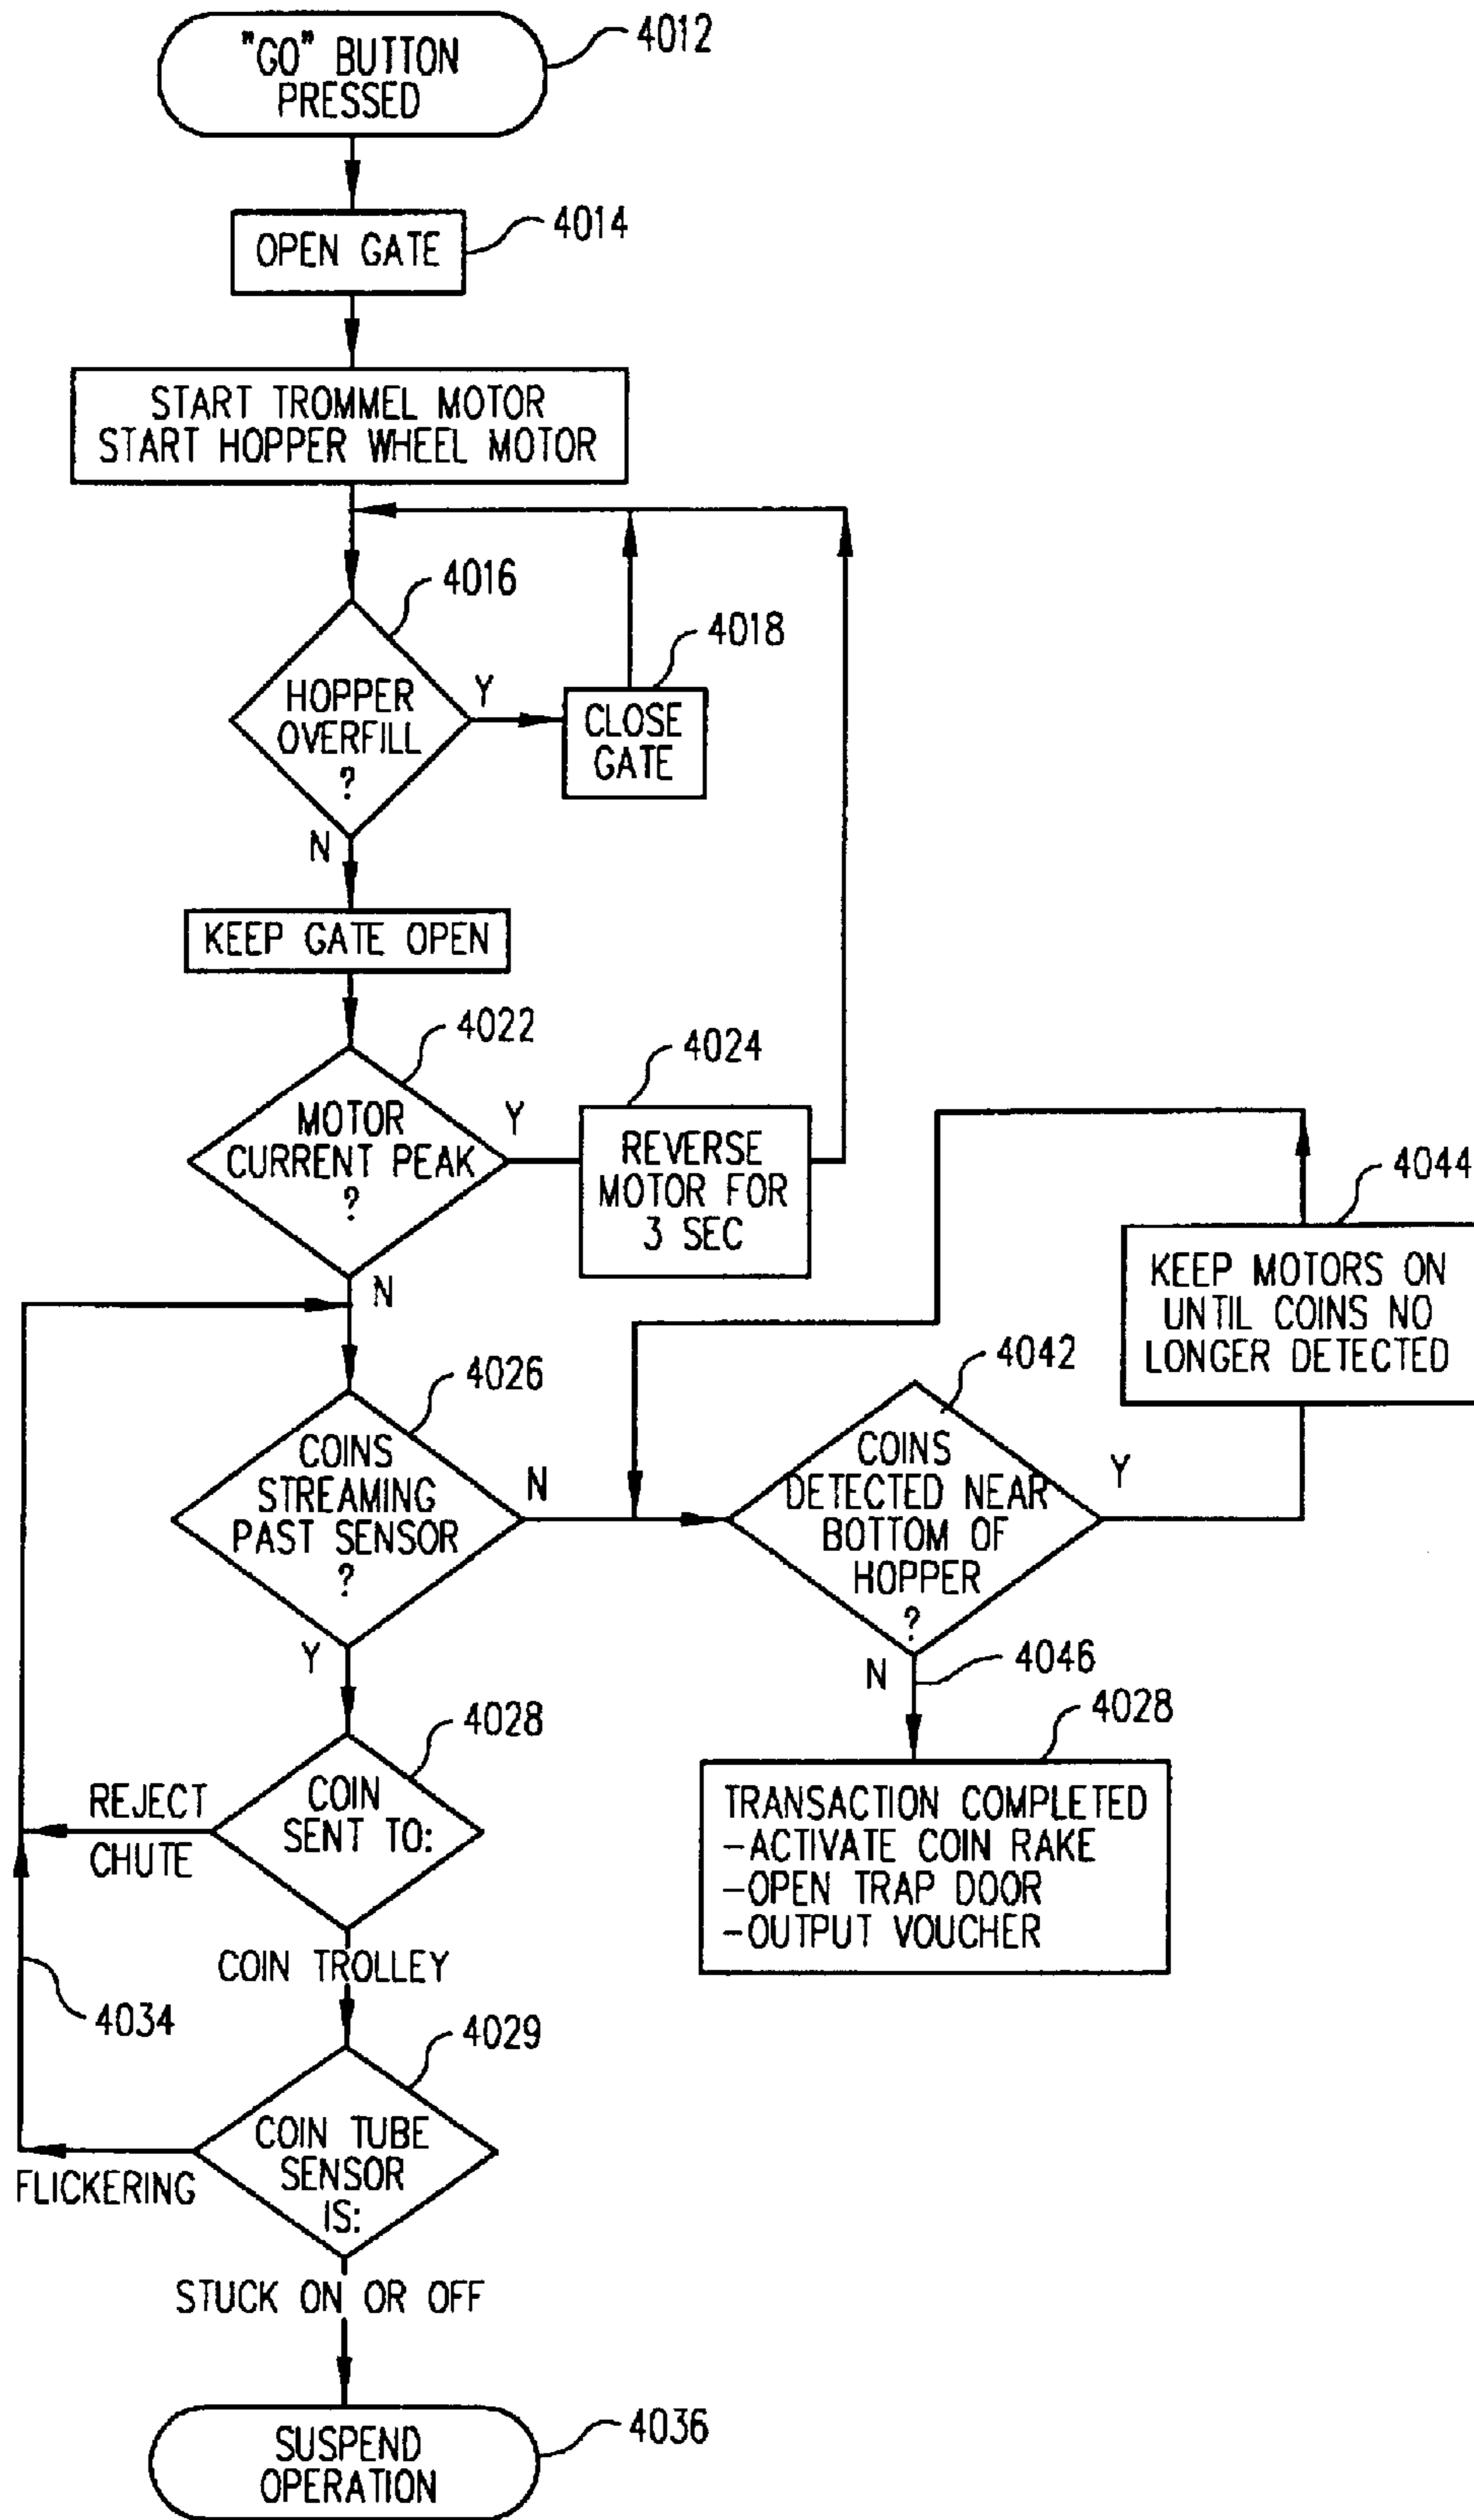 "GO" BUTTON
PRESSED
4012
OPEN GATE
4014
START TROMMEL MOTOR
START HOPPER WHEEL MOTOR
4016
HOPPER
OVERFILL
?
Y
4018
CLOSE
GATE
N
KEEP GATE OPEN
4022
MOTOR
CURRENT PEAK
?
Y
4024
REVERSE
MOTOR FOR
3 SEC
N
4044
KEEP MOTORS ON
UNTIL COINS NO
LONGER DETECTED
4026
COINS
STREAMING
PAST SENSOR
?
N
4042
COINS
DETECTED NEAR
BOTTOM OF
HOPPER
?
Y
Y
N
4046
4028
COIN
SENT TO:
REJECT
CHUTE
4028
TRANSACTION COMPLETED
-ACTIVATE COIN RAKE
-OPEN TRAP DOOR
-OUTPUT VOUCHER
COIN TROLLEY
4034
4029
COIN TUBE
SENSOR
IS:
FLICKERING
STUCK ON OR OFF
SUSPEND
OPERATION
4036